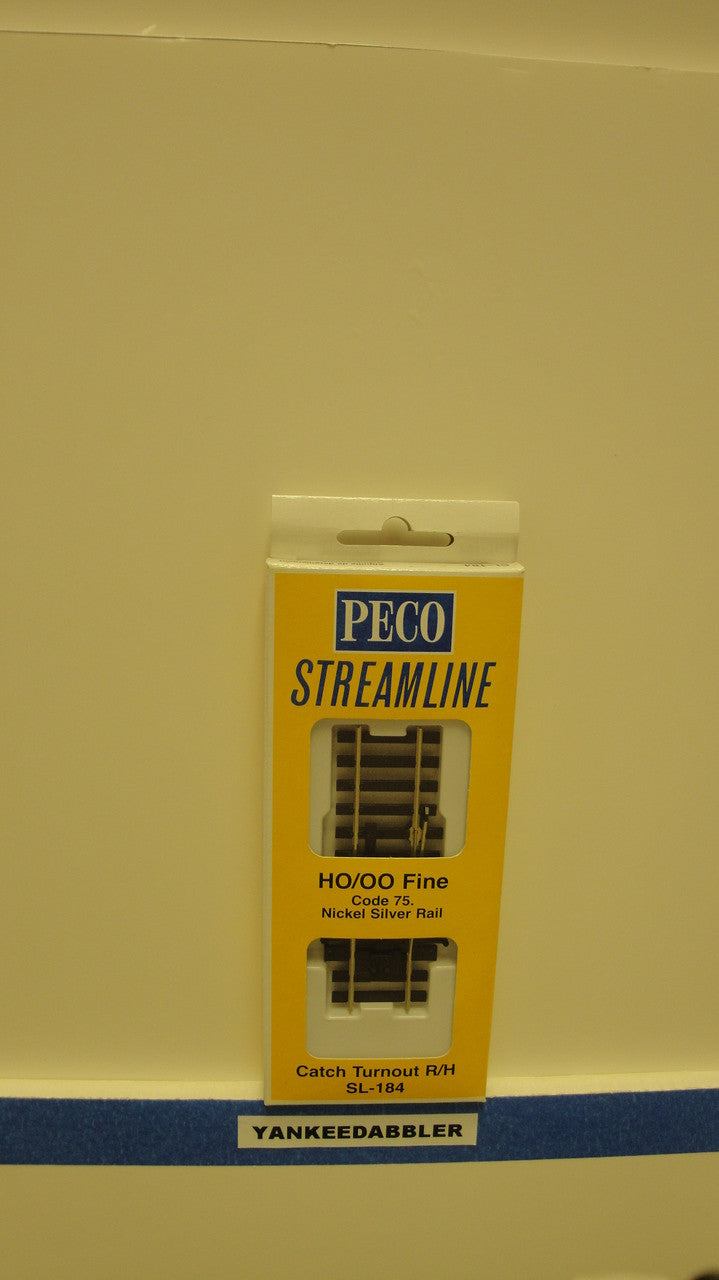 PECO
STREAMLINE
HO/OO Fine
Code 75.
Nickel Silver Rail
Catch Turnout R/H
SL-184
YANKEEDABBLER